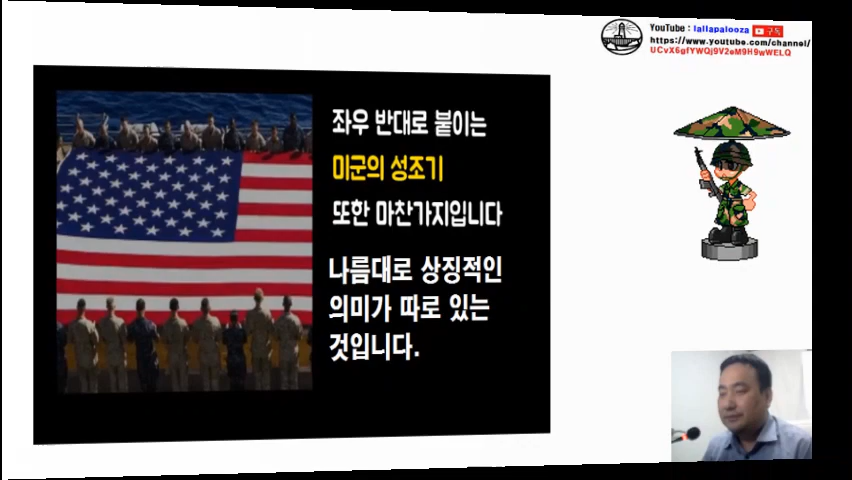 YouTube : lallapalooza 구독
https://www.youtube.com/channel/
UCvX6gfYWQj9V2eM9H9wWELQ
좌우 반대로 붙이는
미군의 성조기
또한 마찬가지입니다
나름대로 상징적인
의미가 따로 있는
것입니다.